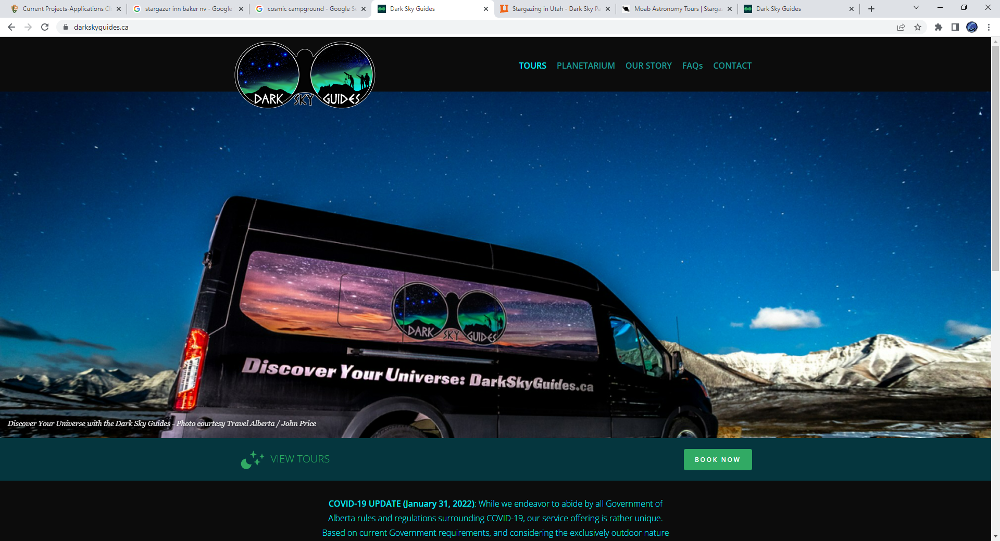 Current Projects-Applications Cl
stargazer inn baker nv - Google
cosmic campground - Google Se
Dark Sky Guides
Stargazing in Utah - Dark Sky Pa
Moab Astronomy Tours | Stargaz
Dark Sky Guides
darkskyguides.ca
DARK SKY GUIDES
TOURS
PLANETARIUM
OUR STORY
FAQs
CONTACT
DARK SKY GUIDES
Discover Your Universe: DarkSkyGuides.ca
Discover Your Universe with the Dark Sky Guides - Photo courtesy Travel Alberta / John Price
VIEW TOURS
BOOK NOW
COVID-19 UPDATE (January 31, 2022): While we endeavor to abide by all Government of
Alberta rules and regulations surrounding COVID-19, our service offering is rather unique.
Based on current Government requirements, and considering the exclusively outdoor nature